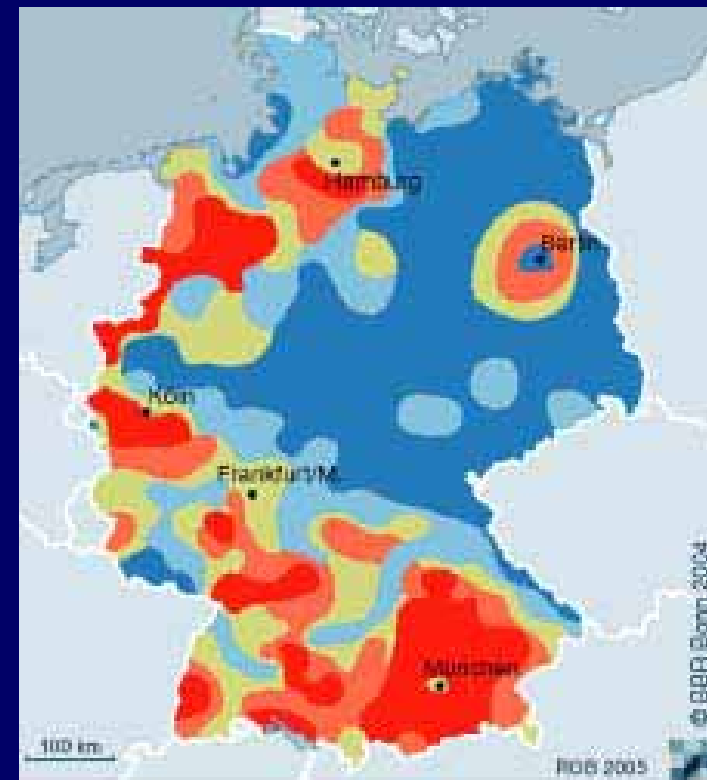 Hamburg
Berlin
Köln
Frankfurt/M.
München
100 km
ROB 2005
© BBR Bonn 2004